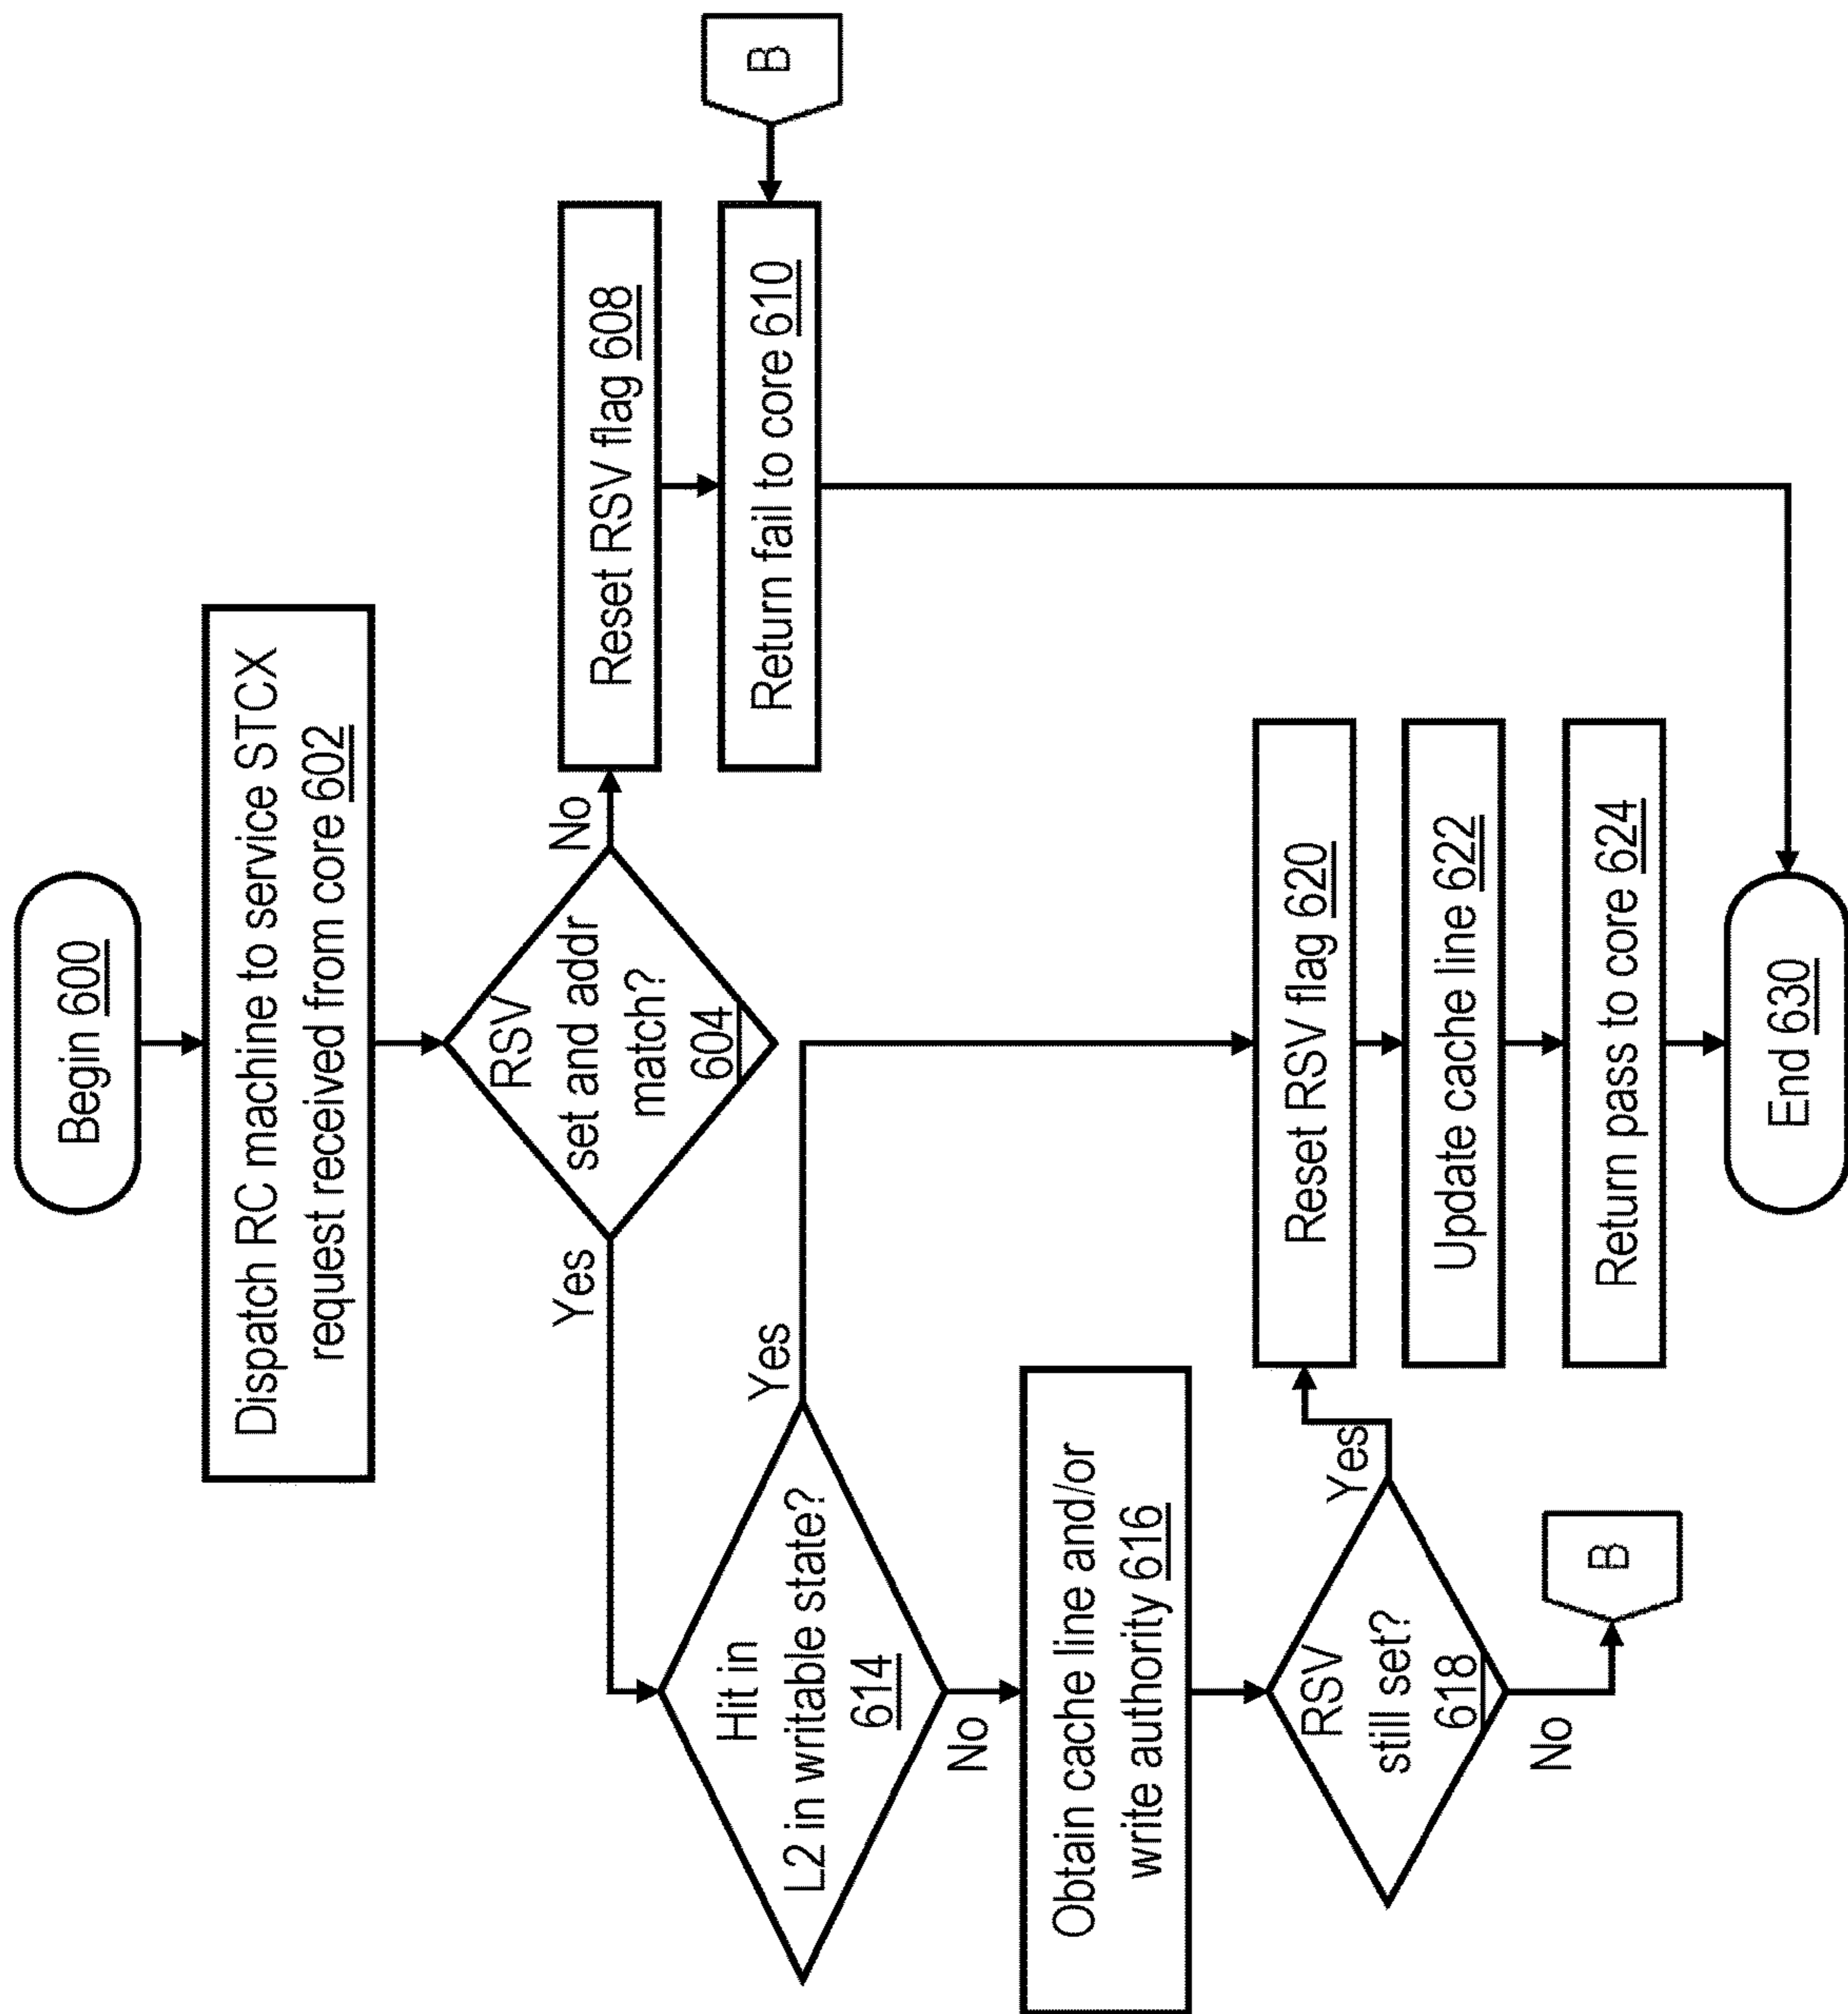 Begin 600
Dispatch RC machine to service STCX
request received from core 602
RSV
set and addr
match?
604
No
Yes
Reset RSV flag 608
Return fail to core 610
B
Hit in
L2 in writable state?
614
Yes
No
Obtain cache line and/or
write authority 616
RSV
still set?
618
Yes
No
B
Reset RSV flag 620
Update cache line 622
Return pass to core 624
End 630